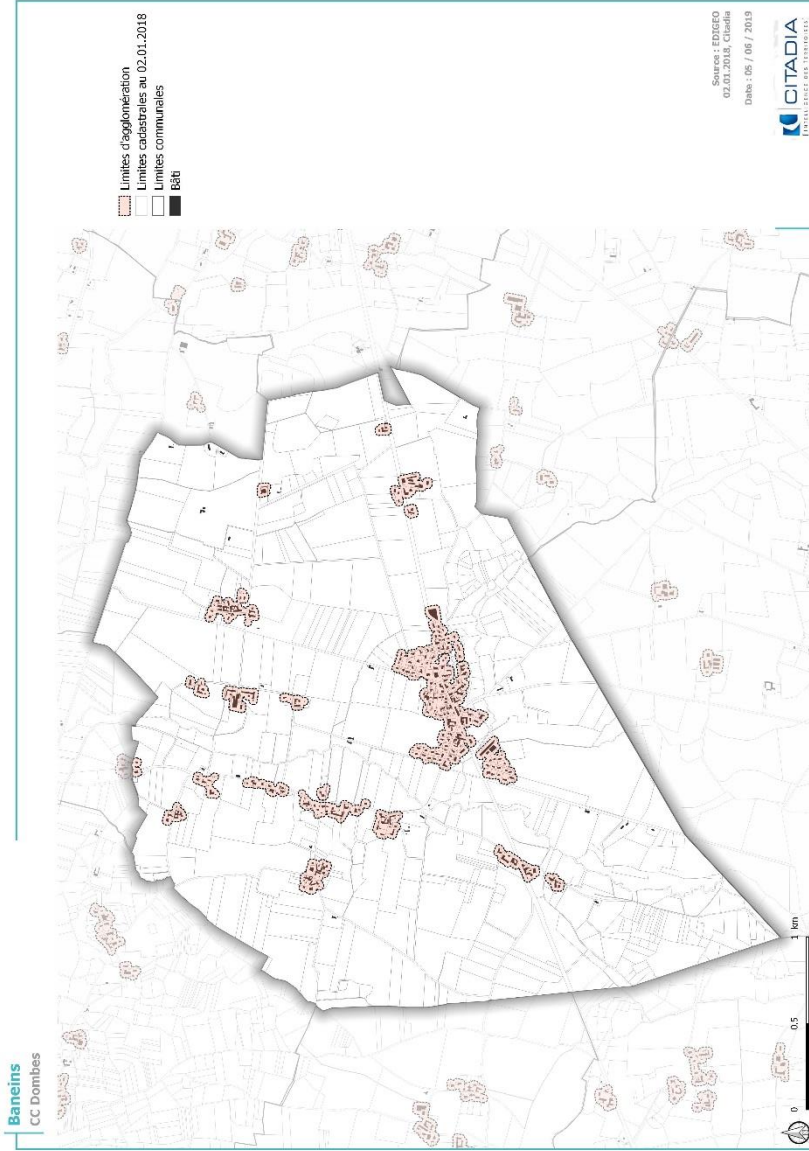 Baneins
CC Dombes
Limites d'agglomération
Limites cadastrales au 02.01.2018
Limites communales
Bâti
0 0.5 1 km
Source : EDIGEO
02.01.2018, Citadia
Date : 05 / 06 / 2019
CITADIA